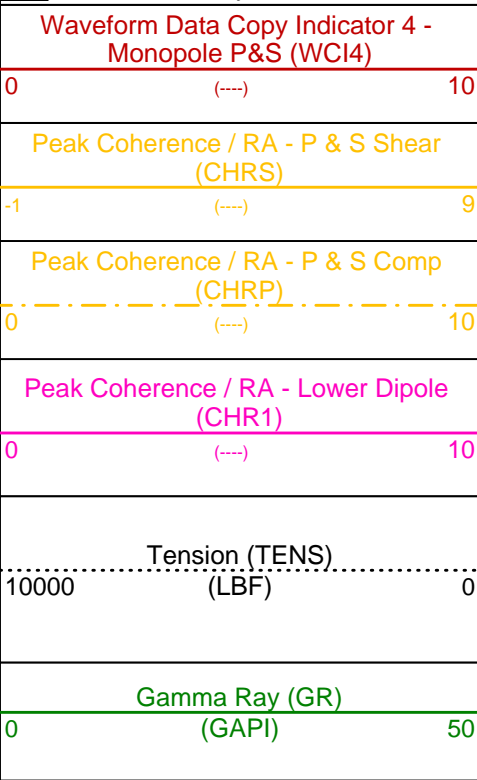 Waveform Data Copy Indicator 4 -
Monopole P&S (WCI4)
0 (----) 10
Peak Coherence / RA - P & S Shear
(CHRS)
-1 (----) 9
Peak Coherence / RA - P & S Comp
(CHRP)
0 (----) 10
Peak Coherence / RA - Lower Dipole
(CHR1)
0 (----) 10
Tension (TENS)
10000 (LBF) 0
Gamma Ray (GR)
0 (GAPI) 50